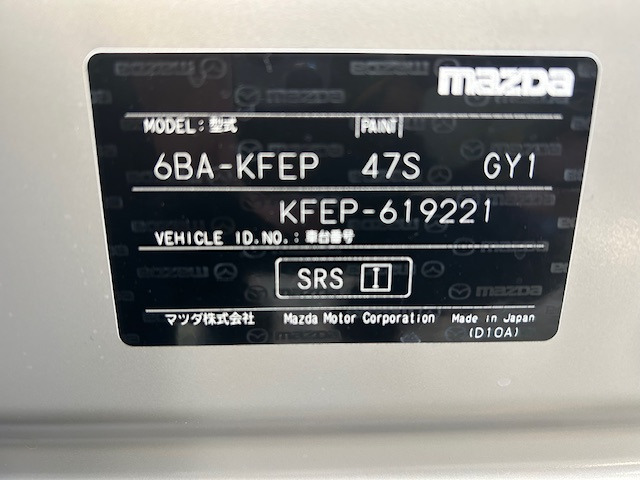 mazda
MODEL:型式 PAINT
6BA-KFEP 47S GY1
KFEP-619221
VEHICLE ID.NO.:車台番号
SRS I
マツダ株式会社 Mazda Motor Corporation Made in Japan
(D10A)